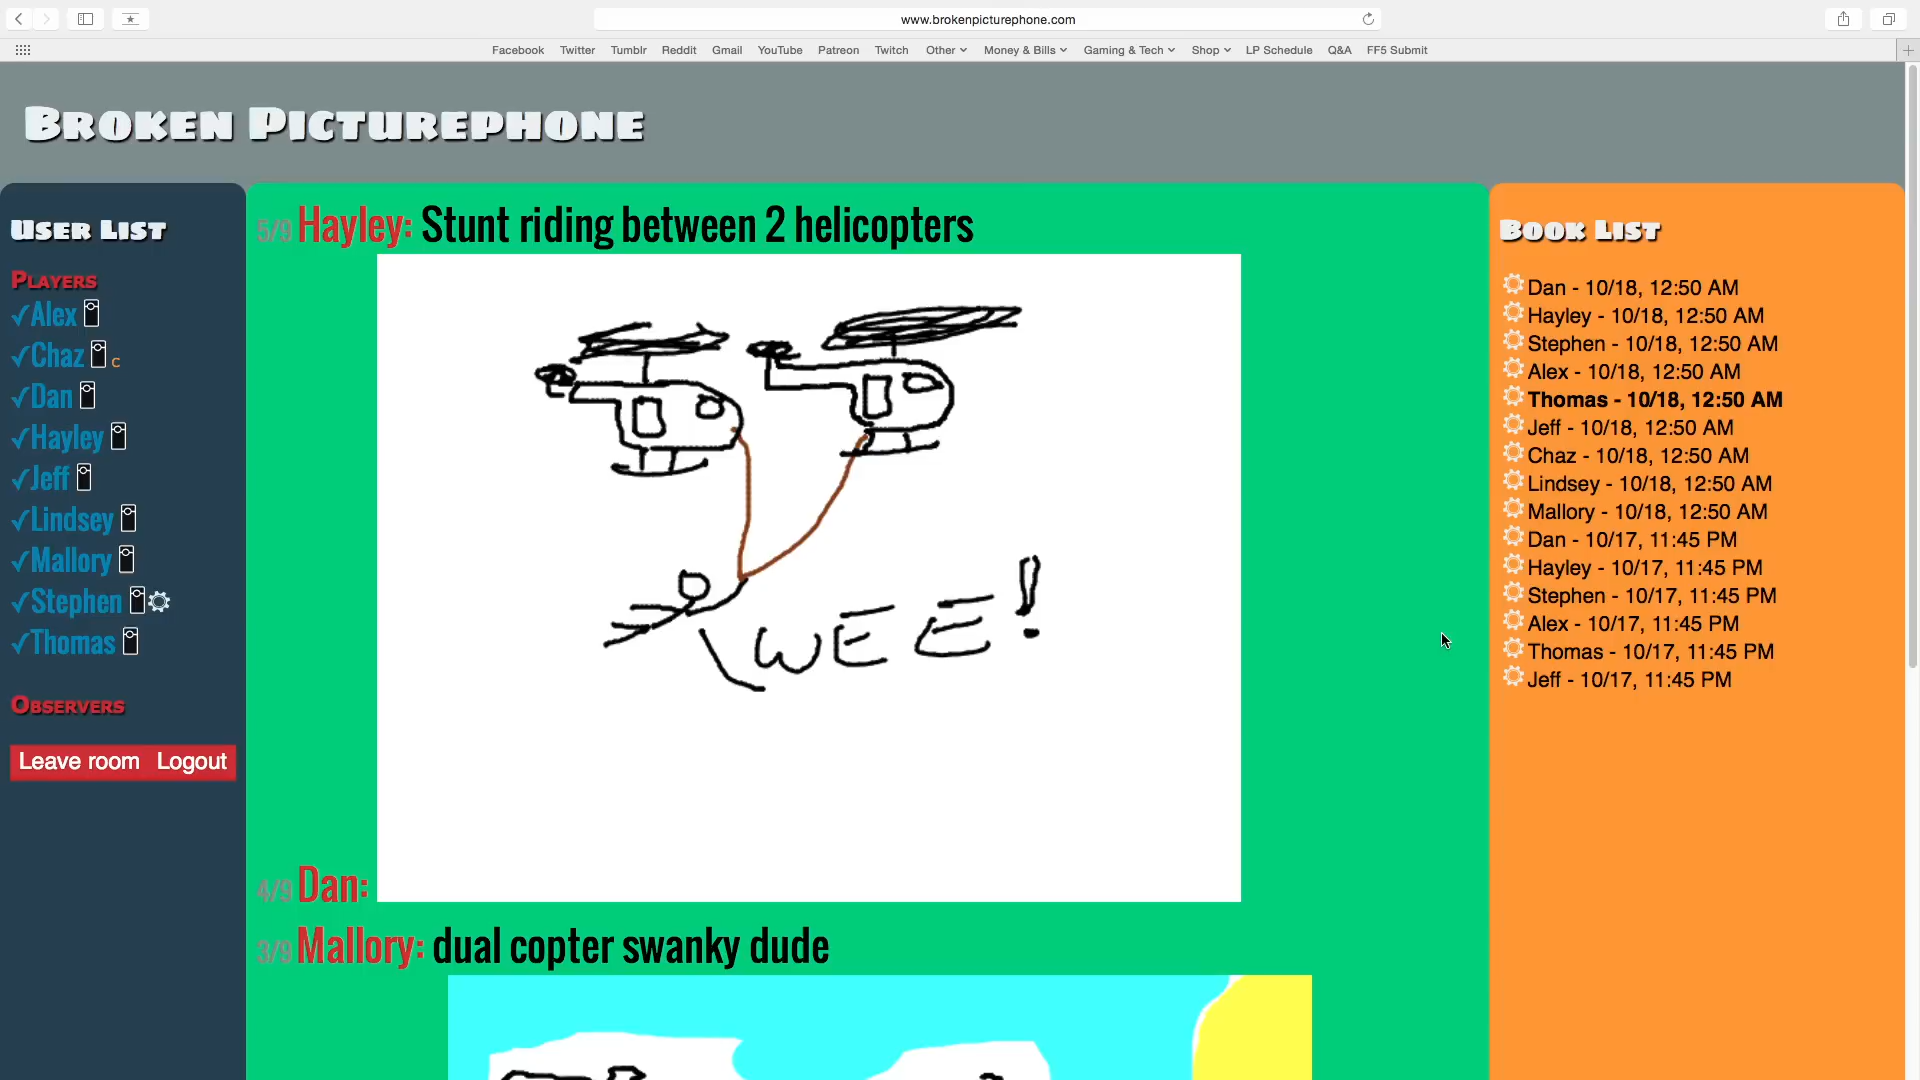 www.brokenpicturephone.com
Facebook Twitter Tumblr Reddit Gmail YouTube Patreon Twitch Other Money & Bills Gaming & Tech Shop LP Schedule Q&A FF5 Submit
Broken Picturephone
User List
Players
✓Alex
✓Chaz c
✓Dan
✓Hayley
✓Jeff
✓Lindsey
✓Mallory
✓Stephen
✓Thomas
Observers
Leave room Logout
5/9 Hayley: Stunt riding between 2 helicopters
WEE!
4/9 Dan:
3/9 Mallory: dual copter swanky dude
Book List
Dan - 10/18, 12:50 AM
Hayley - 10/18, 12:50 AM
Stephen - 10/18, 12:50 AM
Alex - 10/18, 12:50 AM
Thomas - 10/18, 12:50 AM
Jeff - 10/18, 12:50 AM
Chaz - 10/18, 12:50 AM
Lindsey - 10/18, 12:50 AM
Mallory - 10/18, 12:50 AM
Dan - 10/17, 11:45 PM
Hayley - 10/17, 11:45 PM
Stephen - 10/17, 11:45 PM
Alex - 10/17, 11:45 PM
Thomas - 10/17, 11:45 PM
Jeff - 10/17, 11:45 PM